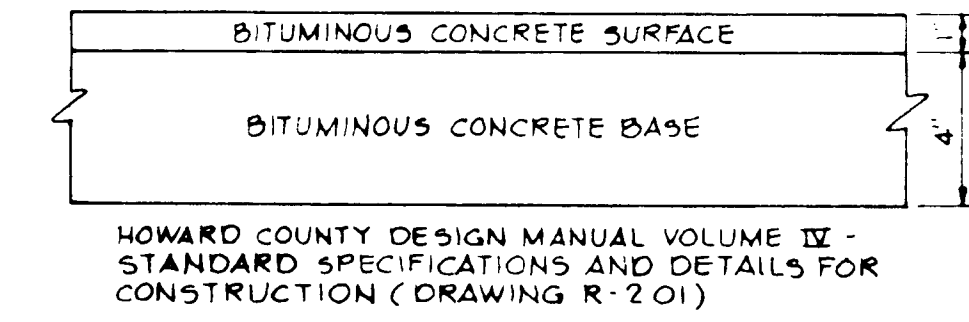 BITUMINOUS CONCRETE SURFACE
1"
BITUMINOUS CONCRETE BASE
4"
HOWARD COUNTY DESIGN MANUAL VOLUME IV -
STANDARD SPECIFICATIONS AND DETAILS FOR
CONSTRUCTION (DRAWING R-201)